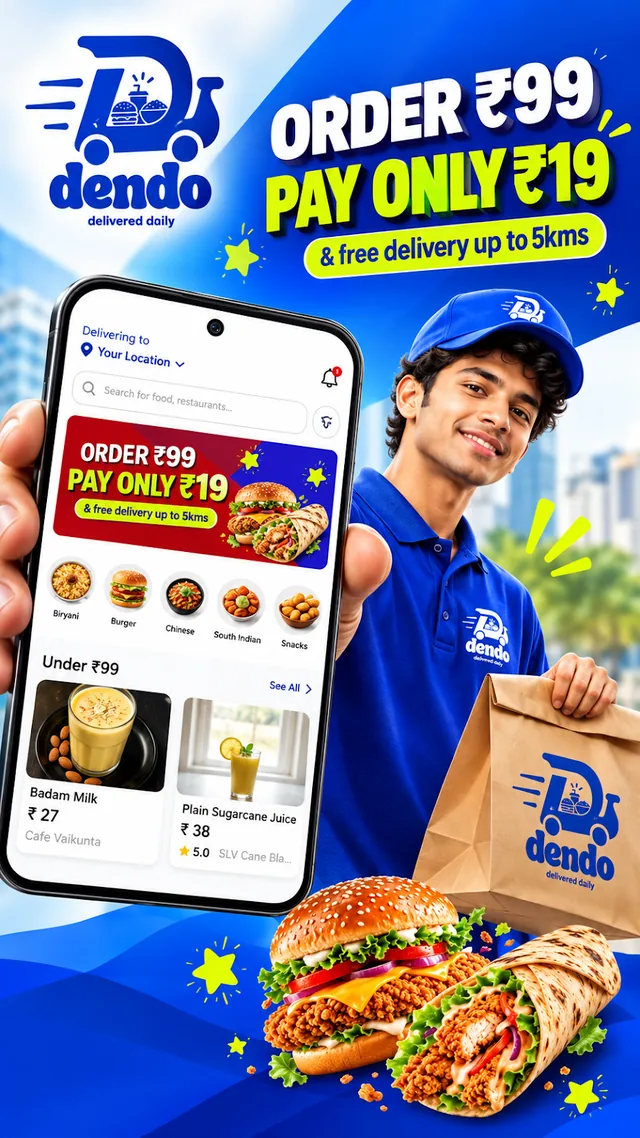 dendo
delivered daily
ORDER ₹99
PAY ONLY ₹19
& free delivery up to 5kms
Delivering to
Your Location
Search for food, restaurants...
ORDER ₹99
PAY ONLY ₹19
& free delivery up to 5kms
Biryani
Burger
Chinese
South Indian
Snacks
Under ₹99
See All
Badam Milk
₹ 27
Cafe Vaikunta
Plain Sugarcane Juice
₹ 38
5.0 SLV Cane Bla...
dendo
delivered daily
dendo
delivered daily